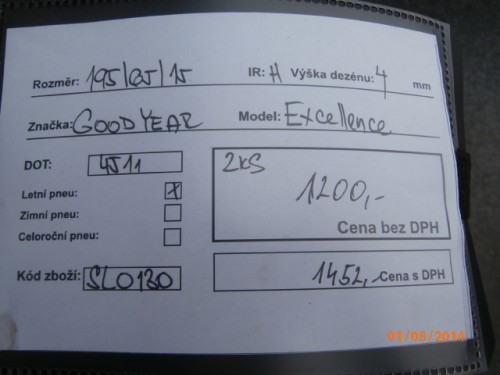 Rozměr: 195/65/15 IR: H Výška dezénu: 4 mm
Značka: GOODYEAR Model: Excellence
DOT: 4511
2KS
1200,-
Cena bez DPH
Letní pneu: X
Zimní pneu:
Celoroční pneu:
Kód zboží: SLO130
1452,- Cena s DPH
01/08/2014